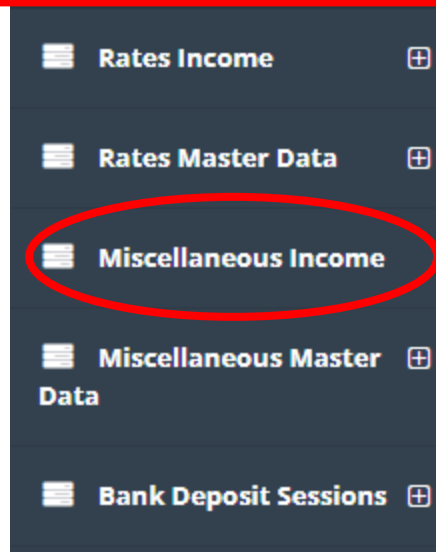 Rates Income
Rates Master Data
Miscellaneous Income
Miscellaneous Master
Data
Bank Deposit Sessions